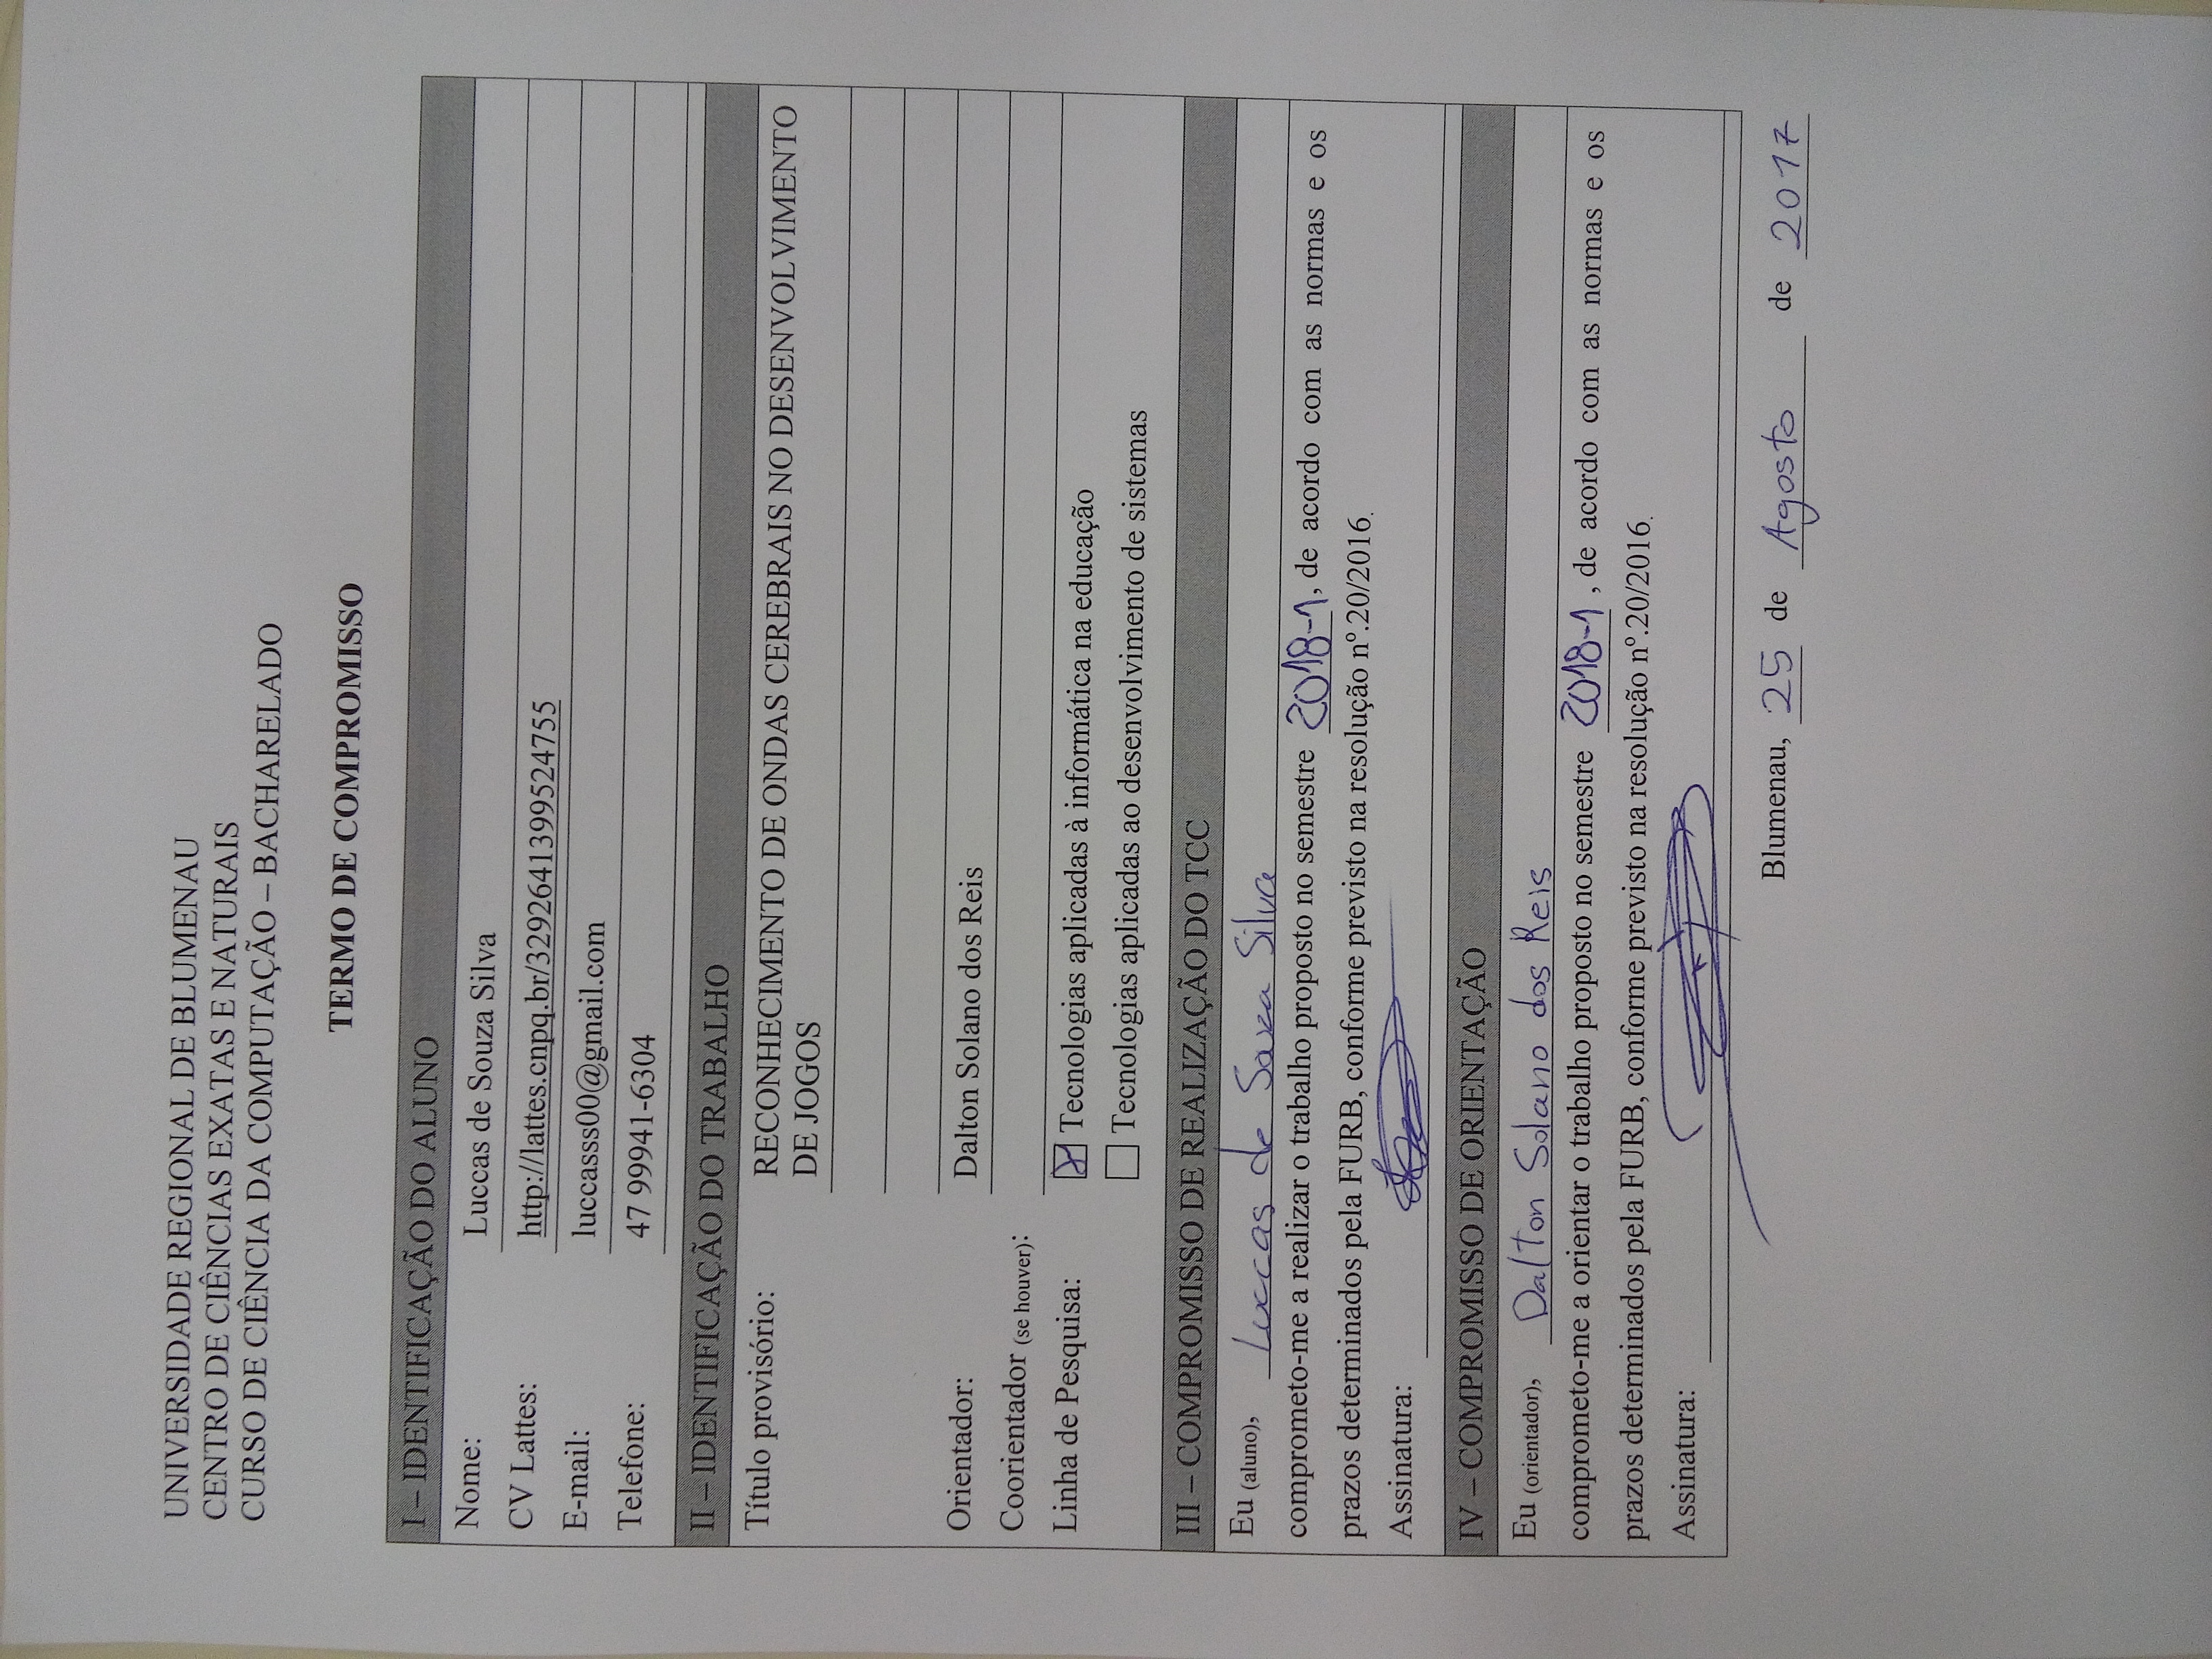 UNIVERSIDADE REGIONAL DE BLUMENAU
CENTRO DE CIÊNCIAS EXATAS E NATURAIS
CURSO DE CIÊNCIA DA COMPUTAÇÃO – BACHARELADO
TERMO DE COMPROMISSO
I – IDENTIFICAÇÃO DO ALUNO
Nome: Luccas de Souza Silva
CV Lattes: http://lattes.cnpq.br/3292641399524755
E-mail: luccasss00@gmail.com
Telefone: 47 99941-6304
II – IDENTIFICAÇÃO DO TRABALHO
Título provisório: RECONHECIMENTO DE ONDAS CEREBRAIS NO DESENVOLVIMENTO
DE JOGOS
Orientador: Dalton Solano dos Reis
Coorientador (se houver):
Linha de Pesquisa: Tecnologias aplicadas à informática na educação
Tecnologias aplicadas ao desenvolvimento de sistemas
III – COMPROMISSO DE REALIZAÇÃO DO TCC
Eu (aluno), Luccas de Souza Silva
comprometo-me a realizar o trabalho proposto no semestre 2018-1, de acordo com as normas e os
prazos determinados pela FURB, conforme previsto na resolução nº.20/2016.
Assinatura:
IV – COMPROMISSO DE ORIENTAÇÃO
Eu (orientador), Dalton Solano dos Reis
comprometo-me a orientar o trabalho proposto no semestre 2018-1, de acordo com as normas e os
prazos determinados pela FURB, conforme previsto na resolução nº.20/2016.
Assinatura:
Blumenau, 25 de Agosto de 2017